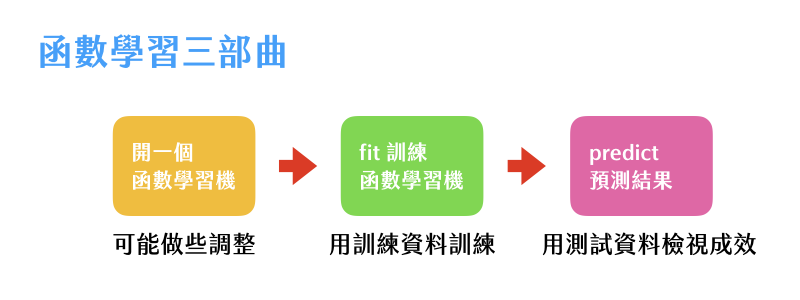 函數學習三部曲
開一個
函數學習機
fit 訓練
函數學習機
predict
預測結果
可能做些調整
用訓練資料訓練
用測試資料檢視成效